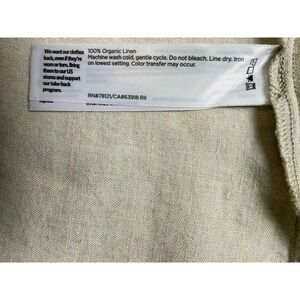 We want our clothes
back, even if they're
worn or torn. Bring
them to our US
stores and support
our take-back
program.
100% Organic Linen
Machine wash cold, gentle cycle. Do not bleach. Line dry. Iron
on lowest setting. Color transfer may occur.
RN#78121/CA#63918 RII